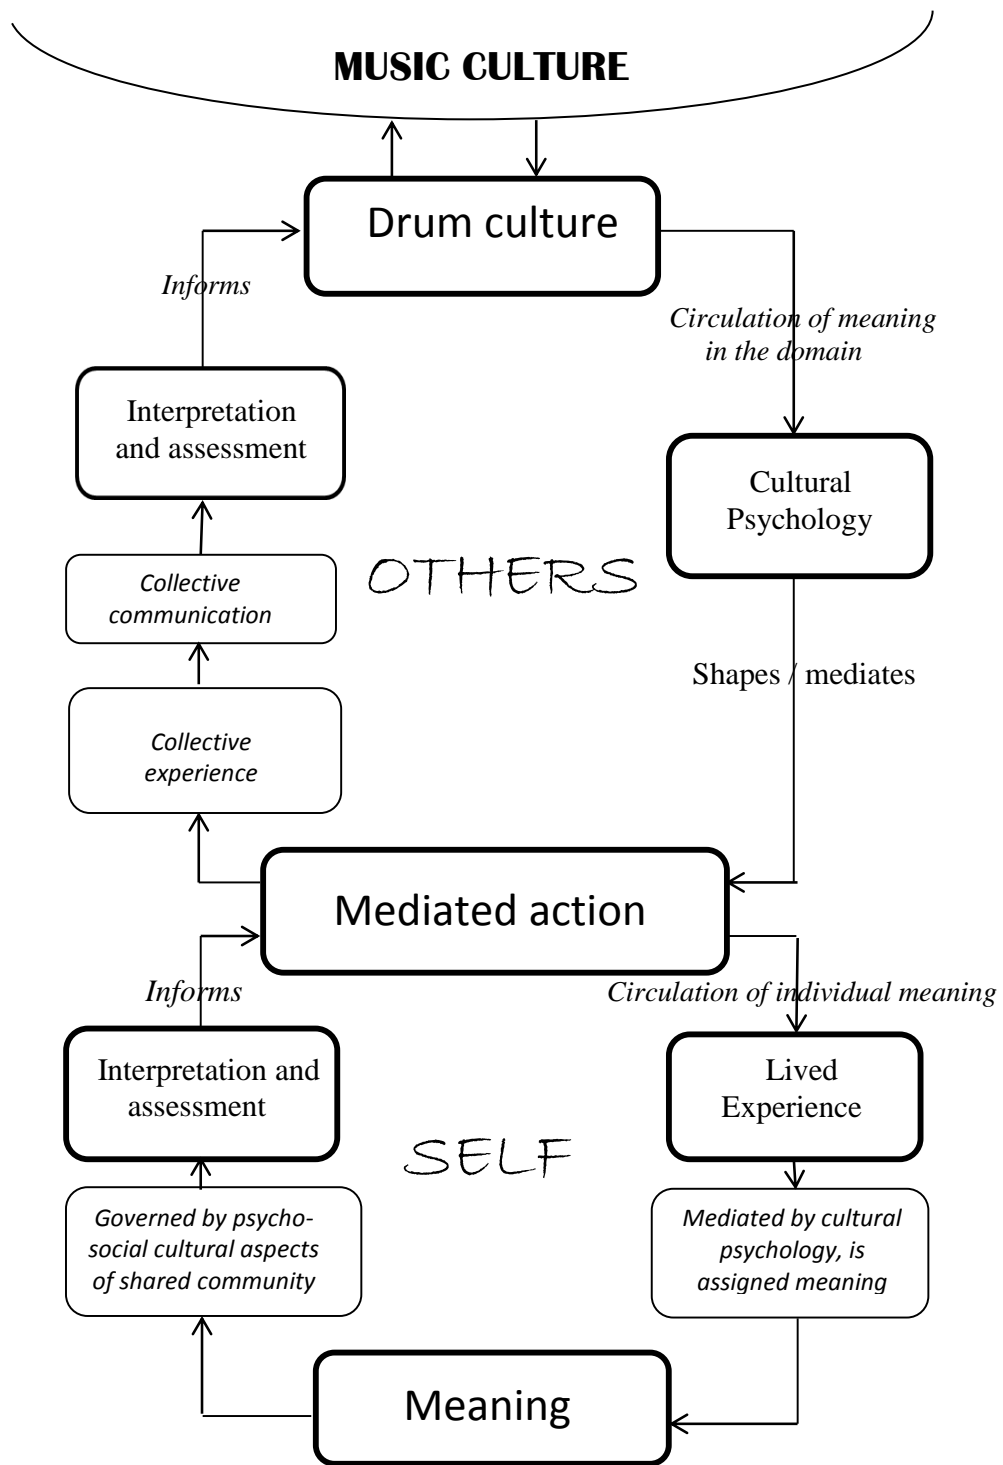 MUSIC CULTURE
Drum culture
Informs
Circulation of meaning
in the domain
Interpretation
and assessment
Cultural
Psychology
OTHERS
Collective
communication
Shapes / mediates
Collective
experience
Mediated action
Informs
Circulation of individual meaning
Interpretation and
assessment
Lived
Experience
SELF
Governed by psycho-
social cultural aspects
of shared community
Mediated by cultural
psychology, is
assigned meaning
Meaning